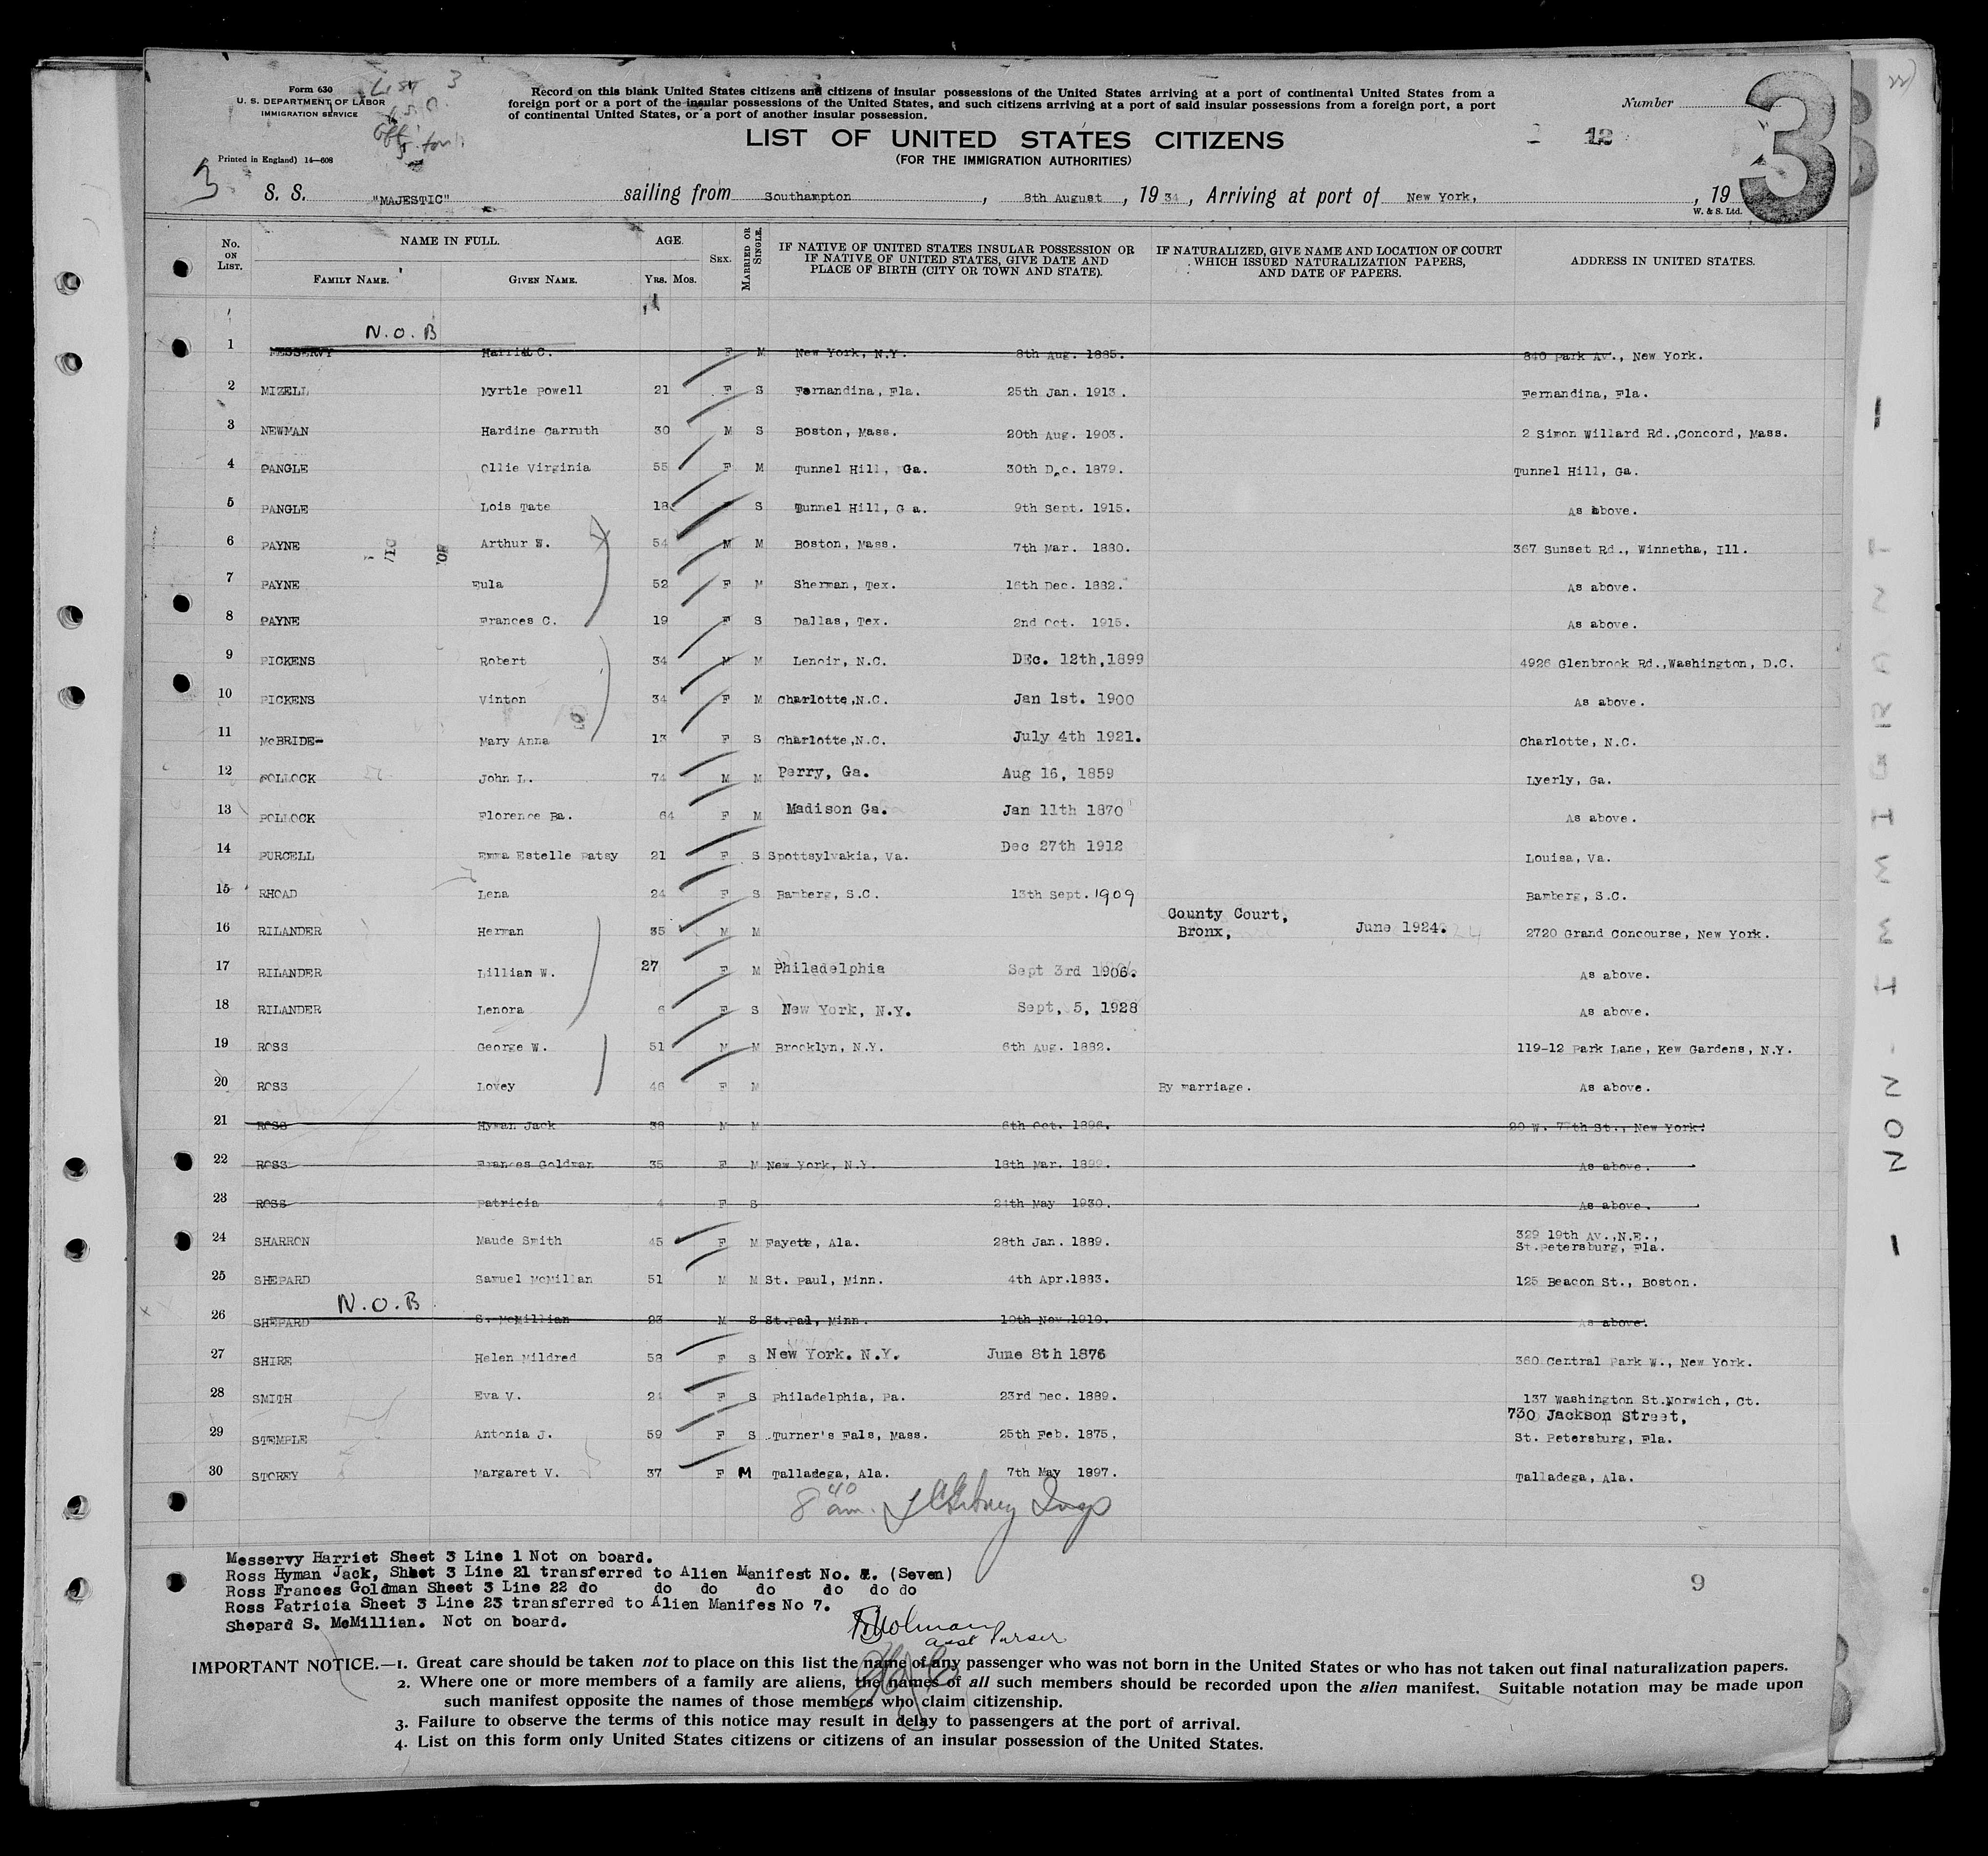 Form 630
U. S. DEPARTMENT OF LABOR
IMMIGRATION SERVICE
Printed in England) 14—608
List 3
Record on this blank United States citizens and citizens of insular possessions of the United States arriving at a port of continental United States from a
foreign port or a port of the insular possessions of the United States, and such citizens arriving at a port of said insular possessions from a foreign port, a port
of continental United States, or a port of another insular possession.
Number
3
LIST OF UNITED STATES CITIZENS
(FOR THE IMMIGRATION AUTHORITIES)
12
3 S. S. "MAJESTIC" sailing from Southampton, 8th August, 1934, Arriving at port of New York, , 19
W. & S. Ltd.
No. ON LIST. NAME IN FULL. FAMILY NAME. GIVEN NAME. AGE. YRS. MOS. SEX. MARRIED OR SINGLE. IF NATIVE OF UNITED STATES INSULAR POSSESSION OR IF NATIVE OF UNITED STATES, GIVE DATE AND PLACE OF BIRTH (CITY OR TOWN AND STATE). IF NATURALIZED, GIVE NAME AND LOCATION OF COURT WHICH ISSUED NATURALIZATION PAPERS, AND DATE OF PAPERS. ADDRESS IN UNITED STATES.
N.O.B
1 MESSERVY Harriet C. F M New York, N.Y. 8th Aug. 1885. 840 Park Av., New York.
2 MIZELL Myrtle Powell 21 F S Fernandina, Fla. 25th Jan. 1913. Fernandina, Fla.
3 NEWMAN Hardine Carruth 30 M S Boston, Mass. 20th Aug. 1903. 2 Simon Willard Rd.,Concord, Mass.
4 PANGLE Ollie Virginia 55 F M Tunnel Hill, Ga. 30th Dec. 1879. Tunnel Hill, Ga.
5 PANGLE Lois Tate 18 S Tunnel Hill, G a. 9th Sept. 1915. As above.
6 PAYNE Arthur W. 54 M M Boston, Mass. 7th Mar. 1880. 367 Sunset Rd., Winnetha, Ill.
7 PAYNE Eula 52 F M Sherman, Tex. 16th Dec. 1882. As above.
8 PAYNE Frances C. 19 F S Dallas, Tex. 2nd Oct. 1915. As above.
9 PICKENS Robert 34 M M Lenoir, N.C. DEc. 12th,1899 4926 Glenbrook Rd.,Washington, D.C.
10 PICKENS Vinton 34 F M Charlotte,N.C. Jan 1st. 1900 As above.
11 McBRIDE- Mary Anna 13 F S Charlotte,N.C. July 4th 1921. Charlotte, N.C.
12 POLLOCK John L. 74 M M Perry, Ga. Aug 16, 1859 Lyerly, Ga.
13 POLLOCK Florence Ba. 64 F M Madison Ga. Jan 11th 1870 As above.
14 PURCELL Emma Estelle Patsy 21 F S Spottsylvakia, Va. Dec 27th 1912 Louisa, Va.
15 RHOAD Lena 24 F S Bamberg, S.C. 13th Sept. 1909 Bamberg, S.C.
16 RILANDER Herman 35 M M County Court, Bronx, June 1924. 2720 Grand Concourse, New York.
17 RILANDER Lillian W. 27 F M Philadelphia Sept 3rd 1906. As above.
18 RILANDER Lenora 6 F S New York, N.Y. Sept, 5, 1928 As above.
19 ROSS George W. 51 M M Brooklyn, N.Y. 6th Aug. 1882. 119-12 Park Lane, Kew Gardens, N.Y.
20 ROSS Lovey 46 F M By marriage. As above.
21 ROSS Hyman Jack 38 M M 6th Oct. 1896. 20 W. 77th St., New York.
22 ROSS Frances Goldman 35 F M New York, N.Y. 18th Mar. 1899. As above.
23 ROSS Patricia 4 F S 24th May 1930. As above.
24 SHARRON Maude Smith 45 F M Fayette, Ala. 28th Jan. 1889. 329 19th Av.,N.E., St.Petersburg, Fla.
25 SHEPARD Samuel McMillan 51 M M St. Paul, Minn. 4th Apr.1883. 125 Beacon St., Boston.
N.O.B
26 SHEPARD S. McMillian 23 M S St.Pal, Minn. 10th Nov 1910. As above.
27 SHIRE Helen Mildred 58 F S New York. N.Y. June 8th 1876 360 Central Park W., New York.
28 SMITH Eva V. 24 F S Philadelphia, Pa. 23rd Dec. 1889. 137 Washington St.Norwich, Ct.
29 STEMPLE Antonia J. 59 F S Turner's Fals, Mass. 25th Feb. 1875. 730 Jackson Street, St. Petersburg, Fla.
30 STOREY Margaret V. 37 F M Talladega, Ala. 7th May 1897. Talladega, Ala.
8 40 am.
Messervy Harriet Sheet 3 Line 1 Not on board.
Ross Hyman Jack, Shhet 3 Line 21 transferred to Alien Manifest No. 7. (Seven)
Ross Frances Goldman Sheet 3 Line 22 do do do do do do do
Ross Patricia Sheet 3 Line 23 transferred to Alien Manifes No 7.
Shepard S. McMillian. Not on board.
9
asst Purser
IMPORTANT NOTICE.—1. Great care should be taken not to place on this list the name of any passenger who was not born in the United States or who has not taken out final naturalization papers.
2. Where one or more members of a family are aliens, the names of all such members should be recorded upon the alien manifest. Suitable notation may be made upon
such manifest opposite the names of those members who claim citizenship.
3. Failure to observe the terms of this notice may result in delay to passengers at the port of arrival.
4. List on this form only United States citizens or citizens of an insular possession of the United States.
- NON-IMMIGRANT -